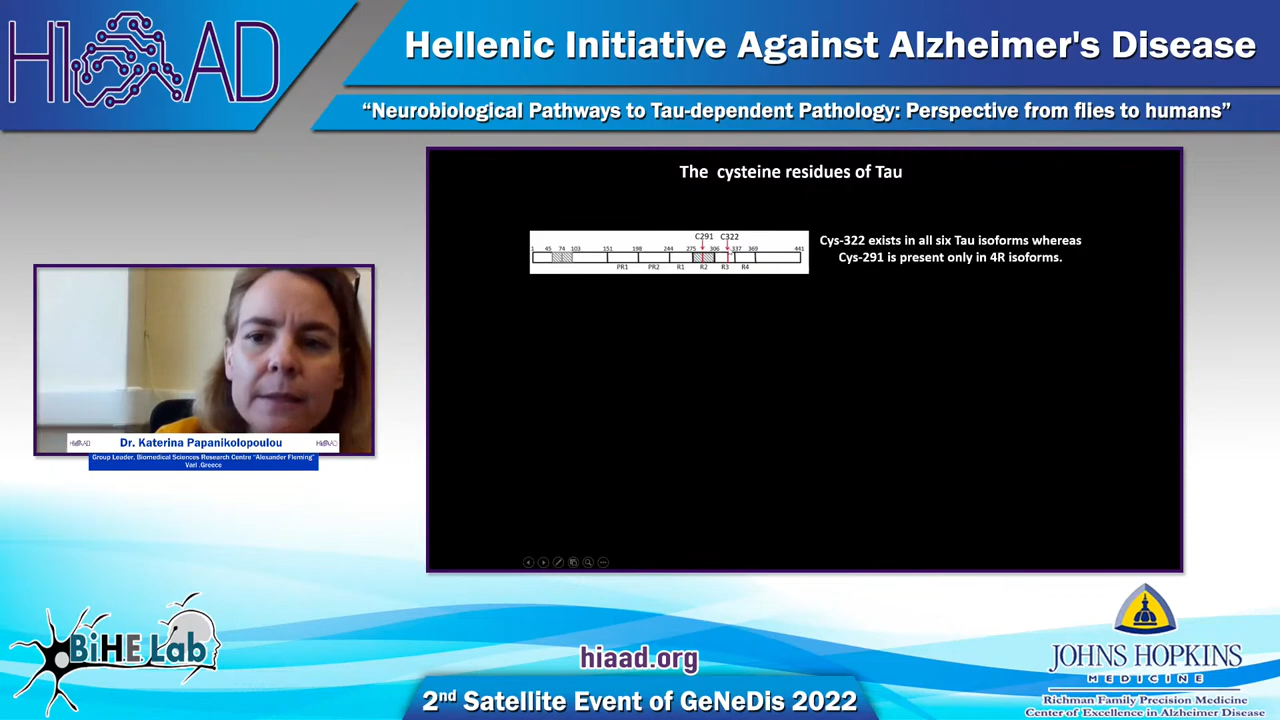 HIAAD
Hellenic Initiative Against Alzheimer's Disease
“Neurobiological Pathways to Tau-dependent Pathology: Perspective from flies to humans”
The cysteine residues of Tau
C291 C322
1 45 74 103 151 198 244 275 306 337 369 441
PR1 PR2 R1 R2 R3 R4
Cys-322 exists in all six Tau isoforms whereas
Cys-291 is present only in 4R isoforms.
HIAAD Dr. Katerina Papanikolopoulou HIAAD
Group Leader, Biomedical Sciences Research Centre "Alexander Fleming"
Vari .Greece
BiHE Lab
hiaad.org
2nd Satellite Event of GeNeDis 2022
JOHNS HOPKINS
MEDICINE
Richman Family Precision Medicine
Center of Excellence in Alzheimer Disease